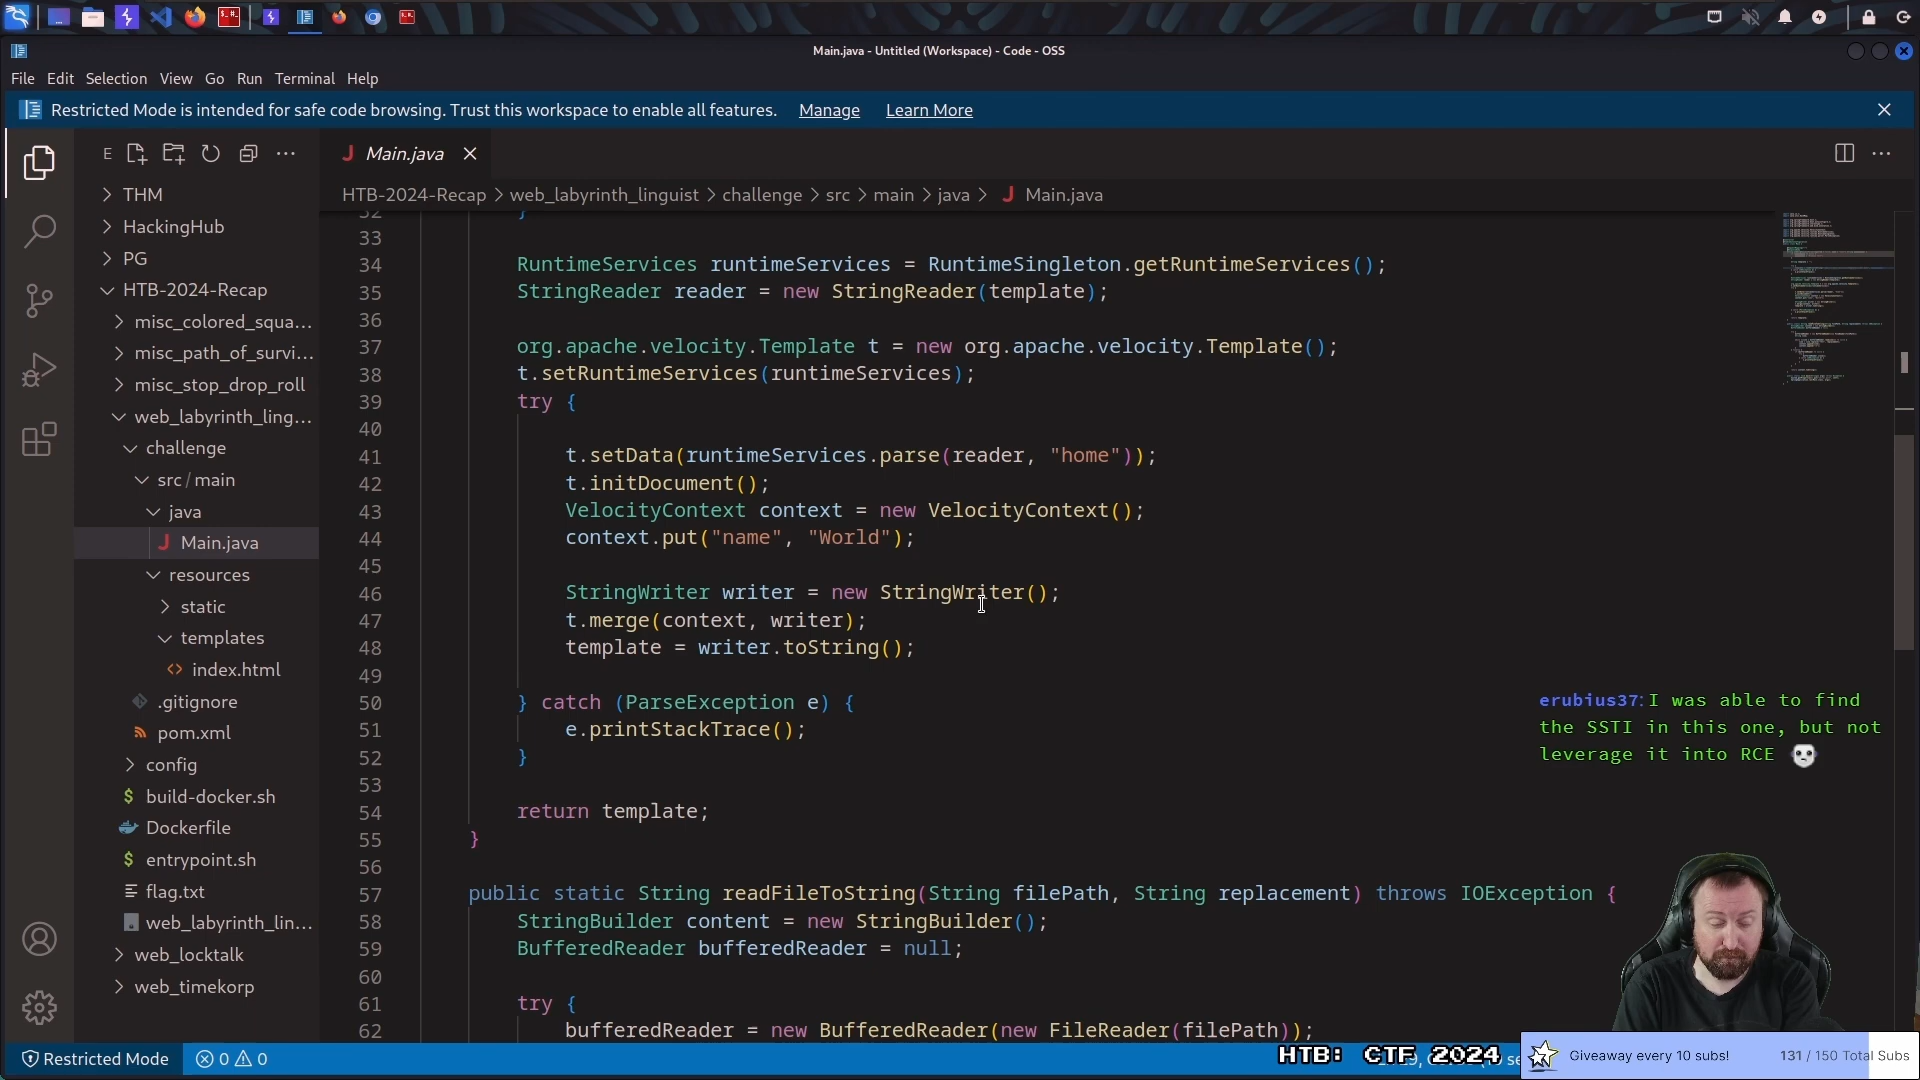 Main.java - Untitled (Workspace) - Code - OSS
File Edit Selection View Go Run Terminal Help
Restricted Mode is intended for safe code browsing. Trust this workspace to enable all features. Manage Learn More
E
Main.java
THM
HackingHub
PG
HTB-2024-Recap
misc_colored_squa...
misc_path_of_survi...
misc_stop_drop_roll
web_labyrinth_ling...
challenge
src/main
java
Main.java
resources
static
templates
index.html
.gitignore
pom.xml
config
build-docker.sh
Dockerfile
entrypoint.sh
flag.txt
web_labyrinth_lin...
web_locktalk
web_timekorp
HTB-2024-Recap > web_labyrinth_linguist > challenge > src > main > java > Main.java
32 }
33
34 RuntimeServices runtimeServices = RuntimeSingleton.getRuntimeServices();
35 StringReader reader = new StringReader(template);
36
37 org.apache.velocity.Template t = new org.apache.velocity.Template();
38 t.setRuntimeServices(runtimeServices);
39 try {
40
41 t.setData(runtimeServices.parse(reader, "home"));
42 t.initDocument();
43 VelocityContext context = new VelocityContext();
44 context.put("name", "World");
45
46 StringWriter writer = new StringWriter();
47 t.merge(context, writer);
48 template = writer.toString();
49
50 } catch (ParseException e) {
51 e.printStackTrace();
52 }
53
54 return template;
55 }
56
57 public static String readFileToString(String filePath, String replacement) throws IOException {
58 StringBuilder content = new StringBuilder();
59 BufferedReader bufferedReader = null;
60
61 try {
62 bufferedReader = new BufferedReader(new FileReader(filePath));
erubius37: I was able to find
the SSTI in this one, but not
leverage it into RCE
Restricted Mode 0 0
HTB: CTF 2024
Giveaway every 10 subs! 131 / 150 Total Subs